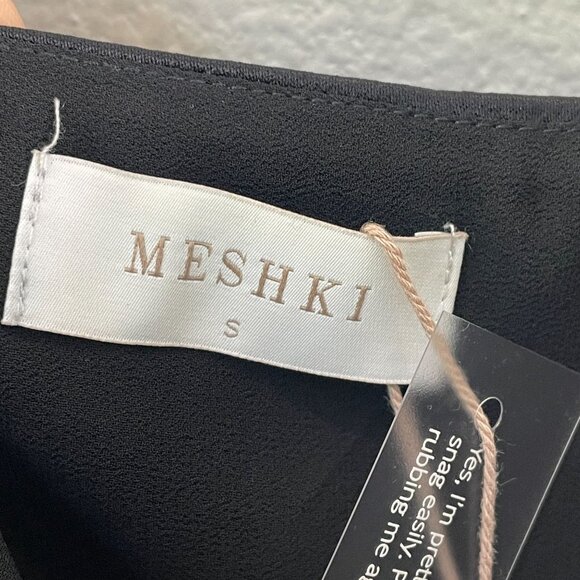 MESHKI
S
Yes, I'm
snag easily.
rubbing me